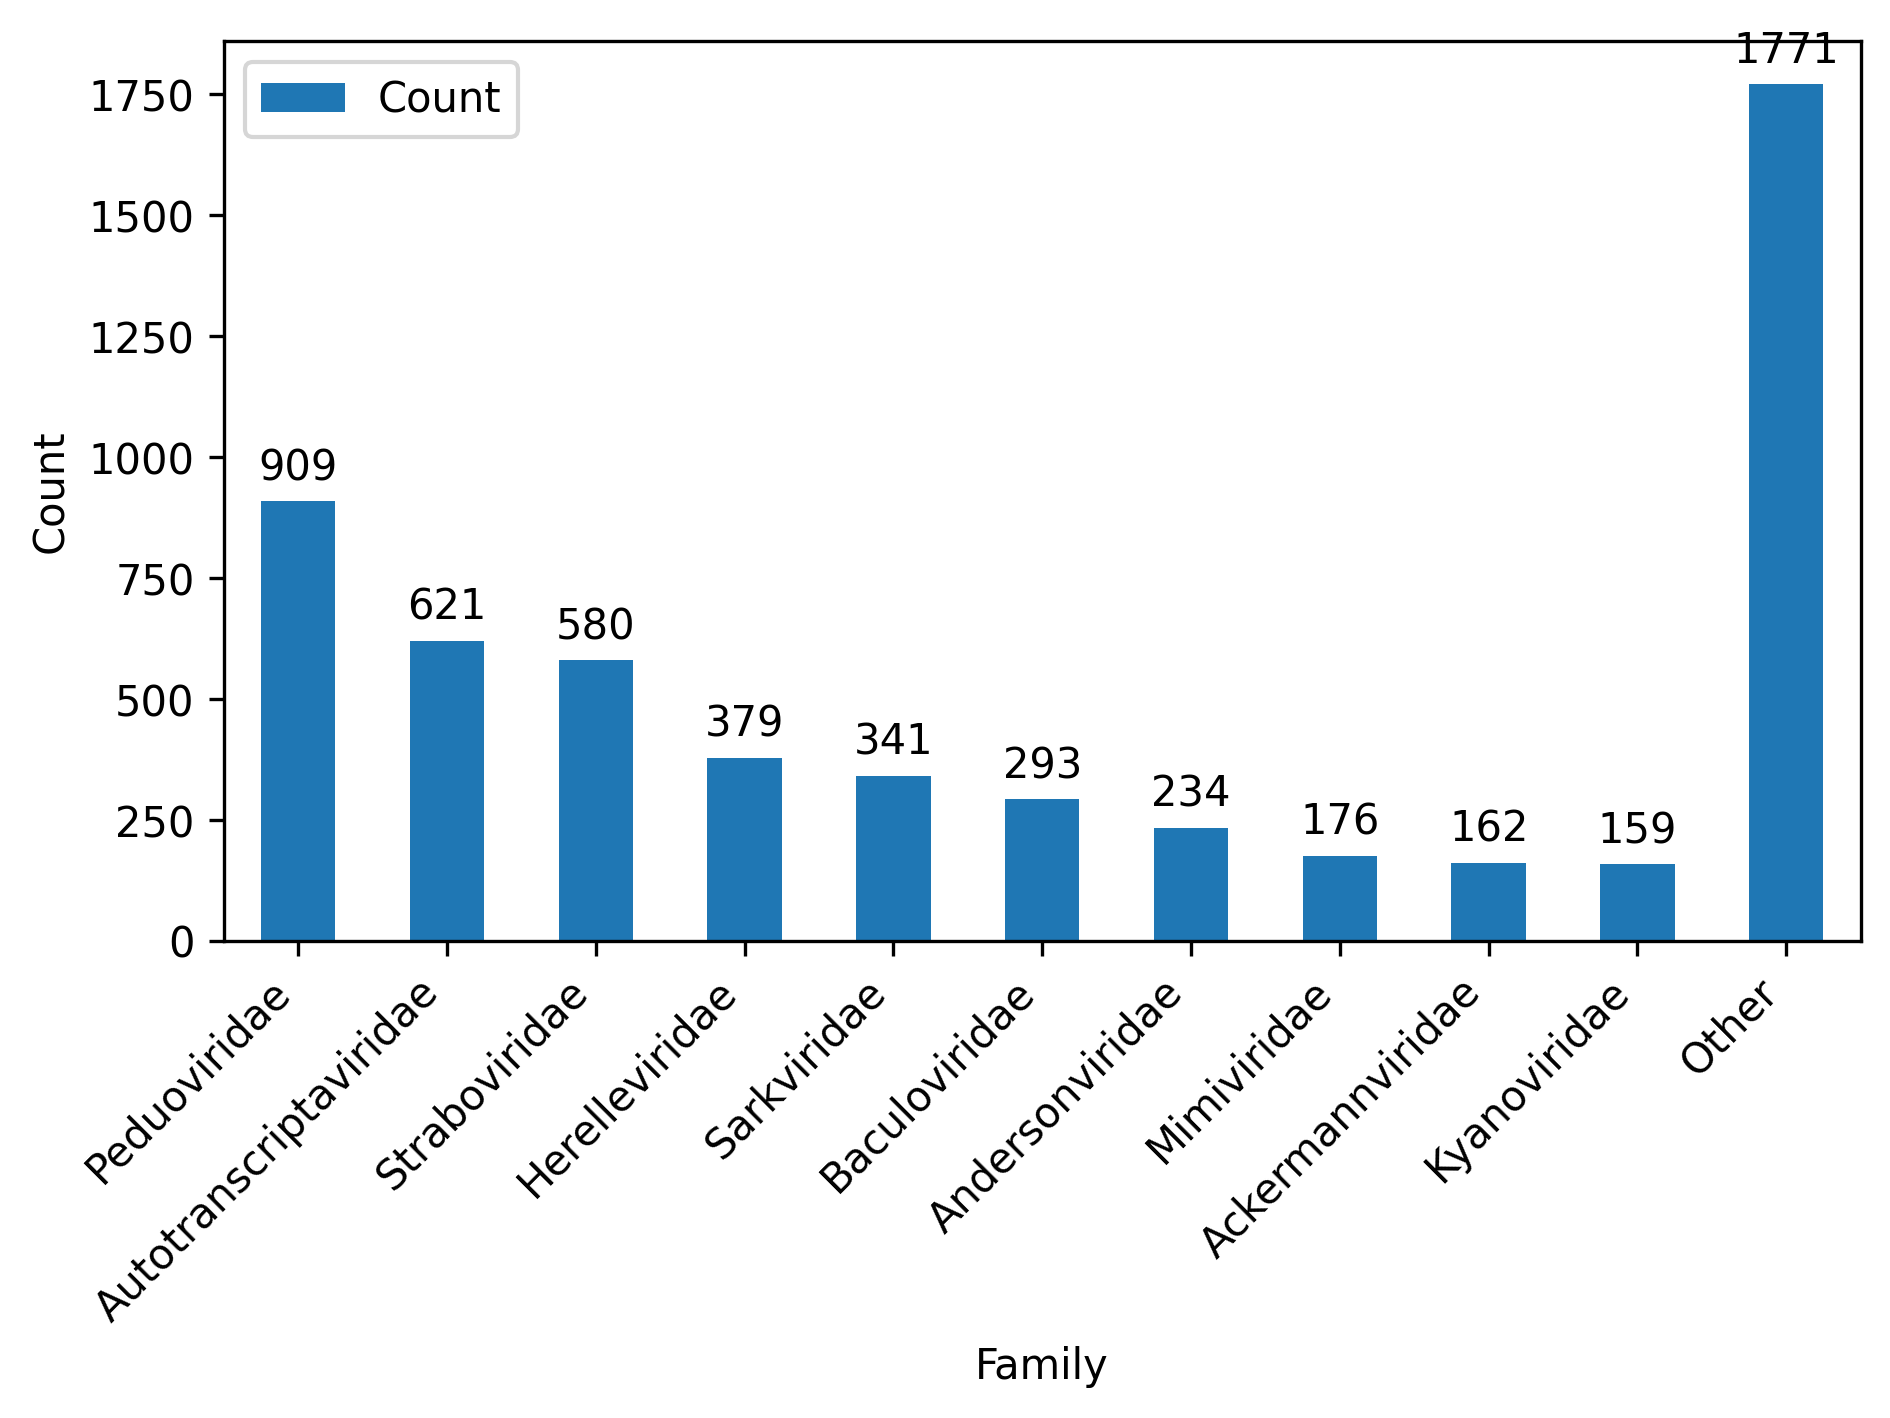 Count
1771
1750
1500
1250
1000
750
500
250
0
Count
909
621
580
379
341
293
234
176
162
159
Peduoviridae
Autotranscriptaviridae
Straboviridae
Herelleviridae
Sarkviridae
Baculoviridae
Andersonviridae
Mimiviridae
Ackermannviridae
Kyanoviridae
Other
Family